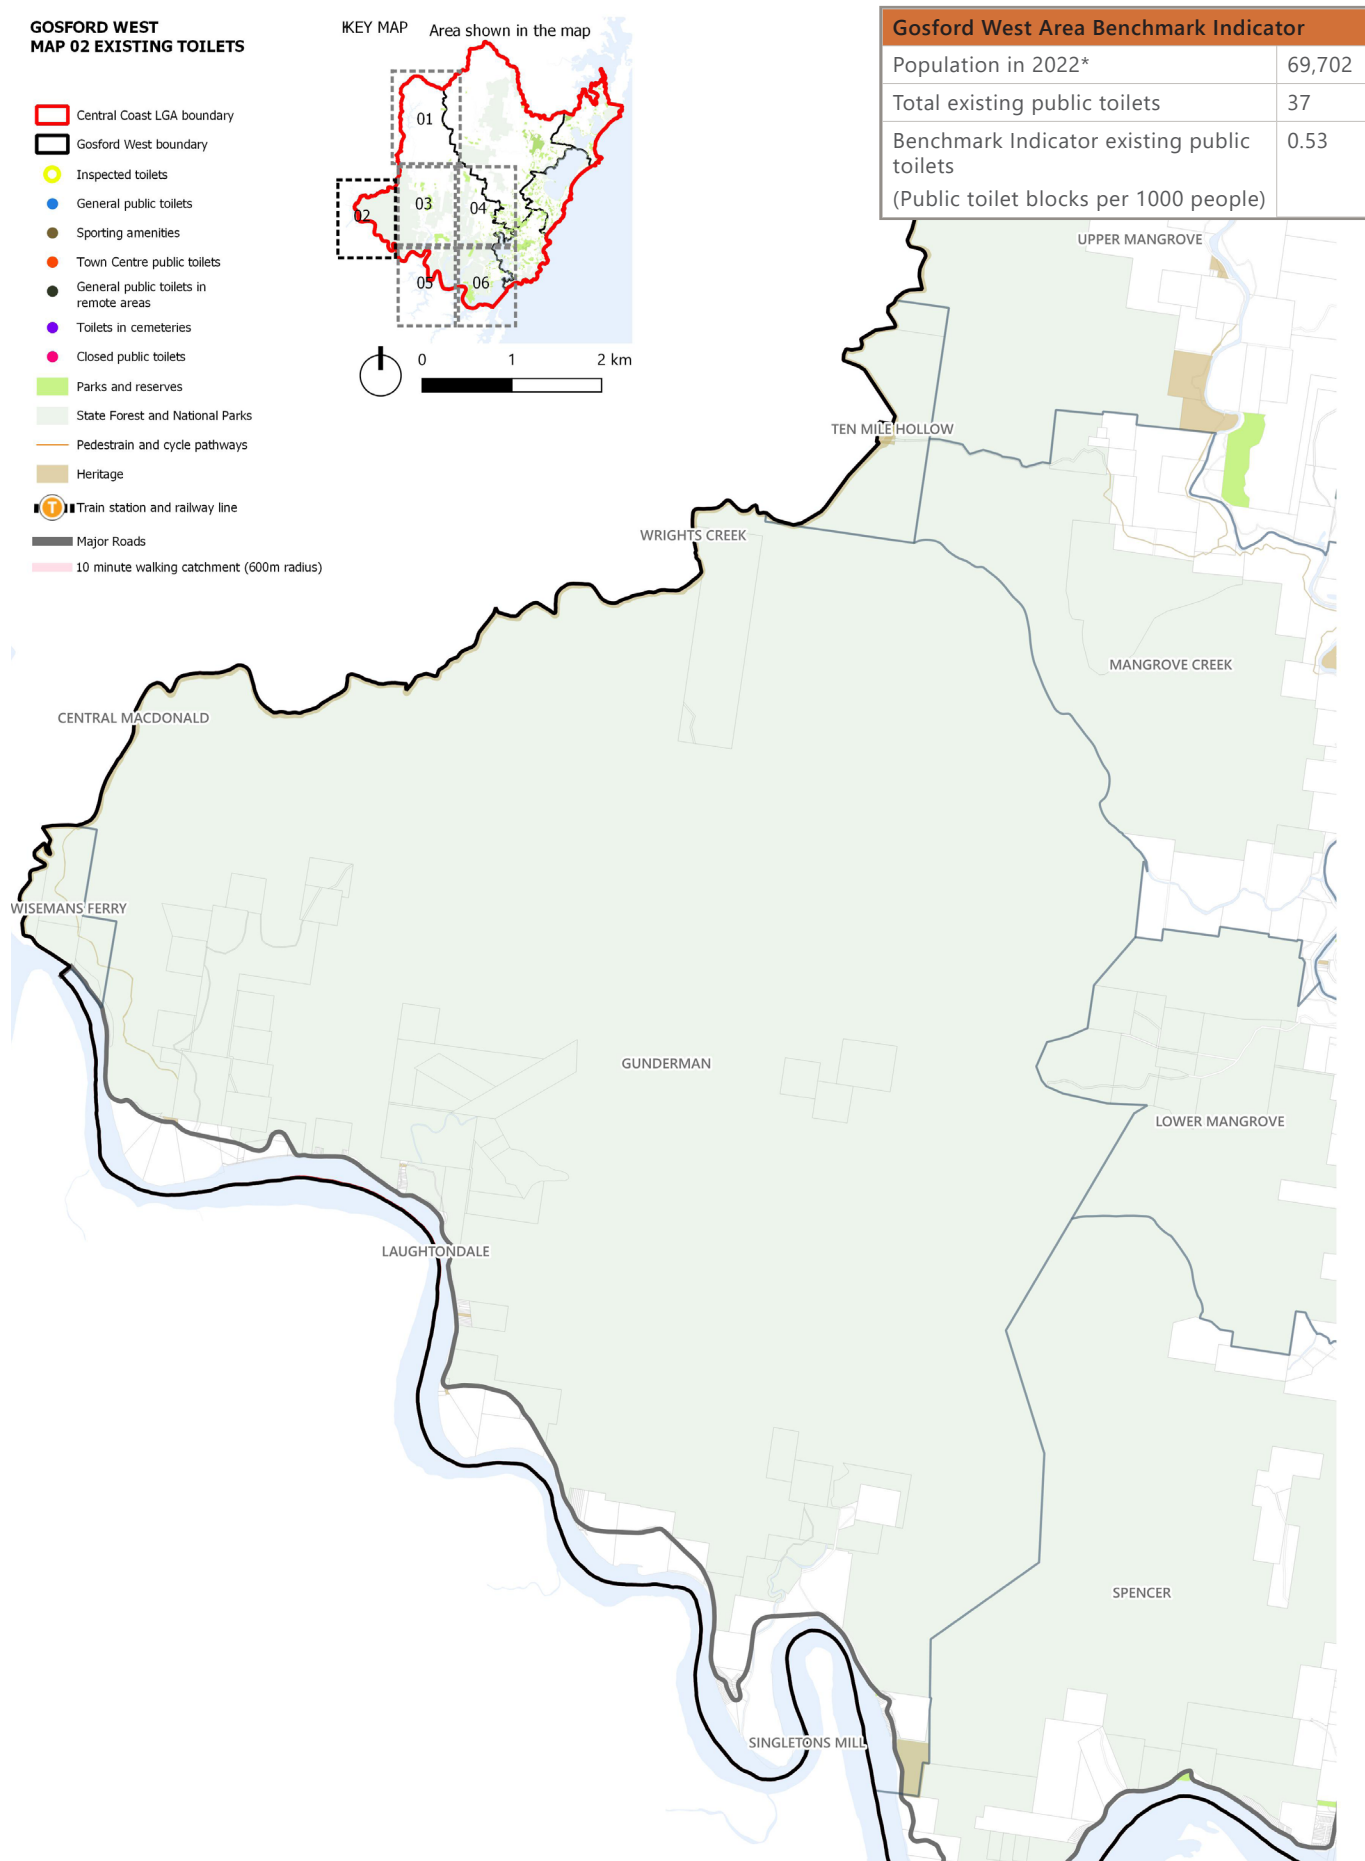 GOSFORD WEST
MAP 02 EXISTING TOILETS
Central Coast LGA boundary
Gosford West boundary
Inspected toilets
General public toilets
Sporting amenities
Town Centre public toilets
General public toilets in
remote areas
Toilets in cemeteries
Closed public toilets
Parks and reserves
State Forest and National Parks
Pedestrain and cycle pathways
Heritage
T
Train station and railway line
Major Roads
10 minute walking catchment (600m radius)
KEY MAP
Area shown in the map
01
02
03
04
05
06
0 1 2 km
Gosford West Area Benchmark Indicator
Population in 2022* 69,702
Total existing public toilets 37
Benchmark Indicator existing public 0.53
toilets
(Public toilet blocks per 1000 people)
UPPER MANGROVE
TEN MILE HOLLOW
WRIGHTS CREEK
MANGROVE CREEK
CENTRAL MACDONALD
WISEMANS FERRY
GUNDERMAN
LOWER MANGROVE
LAUGHTONDALE
SPENCER
SINGLETONS MILL